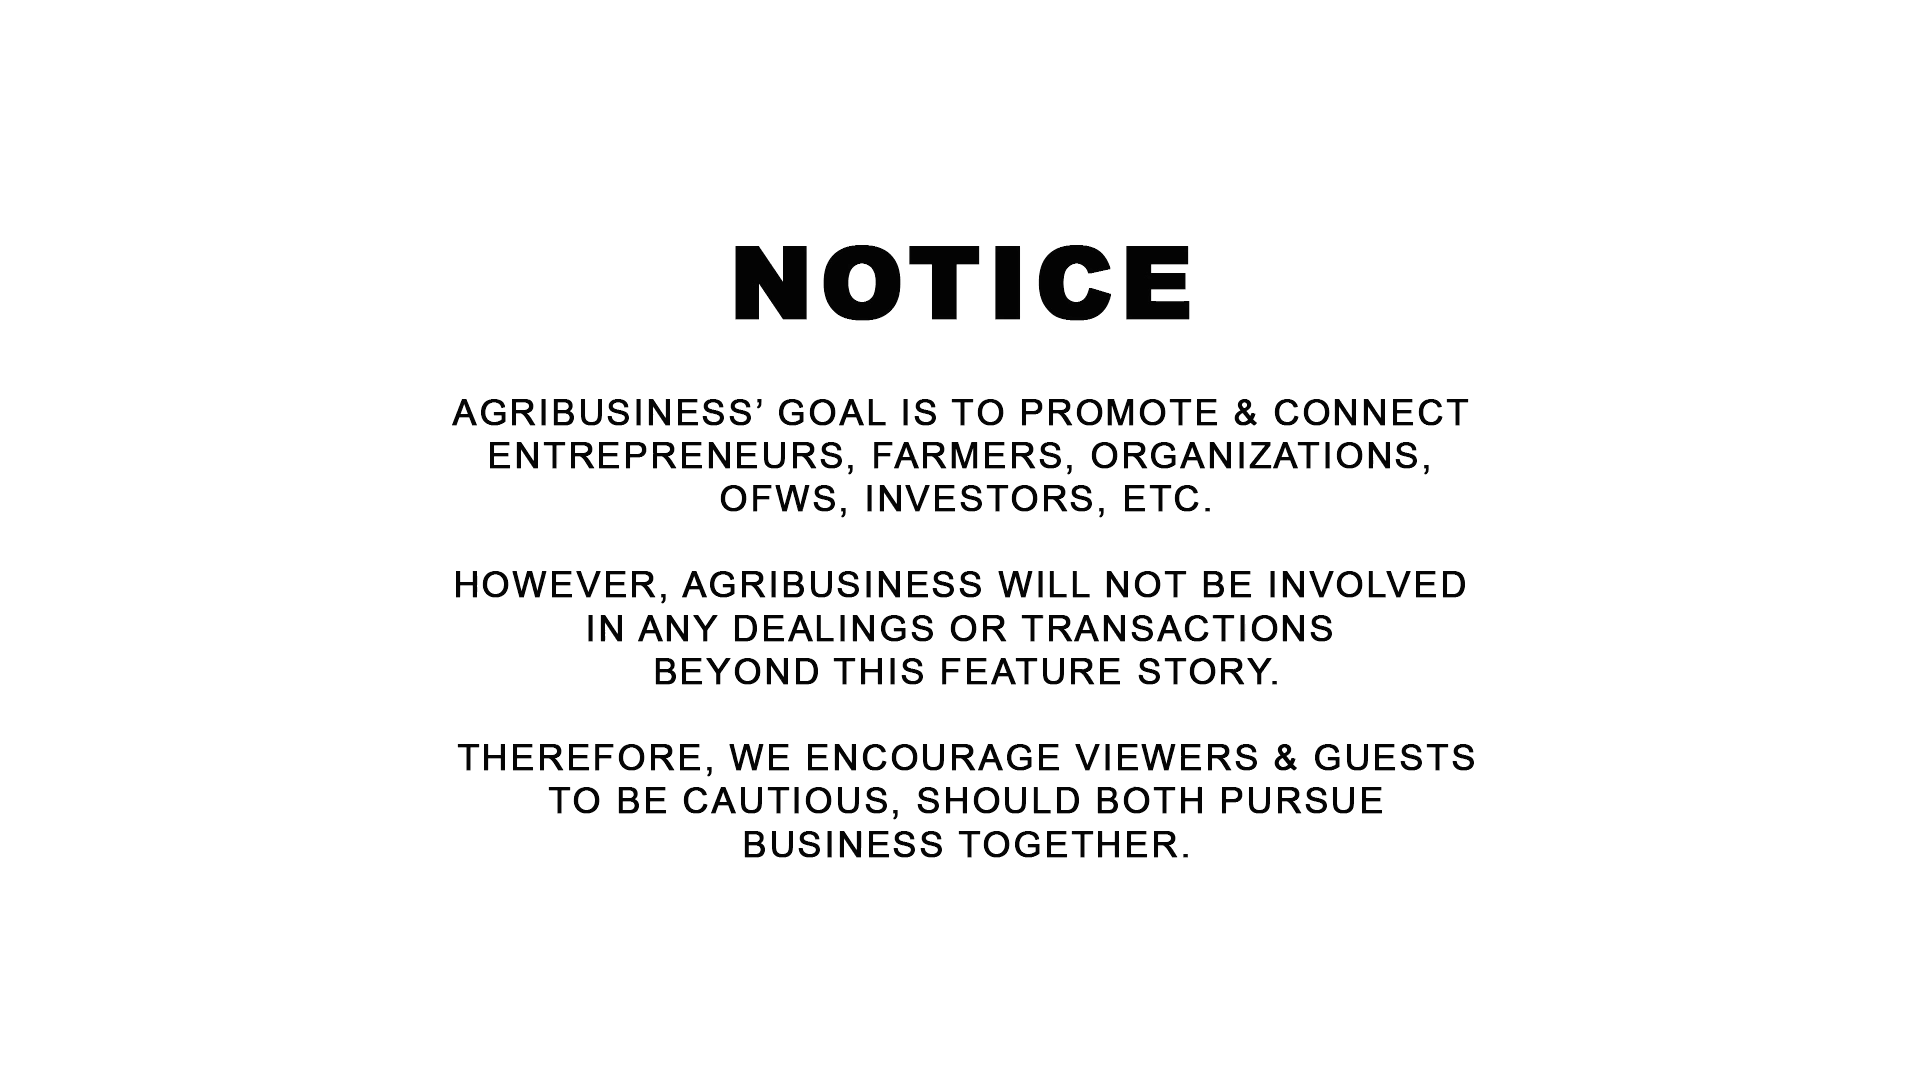 NOTICE
AGRIBUSINESS’ GOAL IS TO PROMOTE & CONNECT
ENTREPRENEURS, FARMERS, ORGANIZATIONS,
OFWS, INVESTORS, ETC.
HOWEVER, AGRIBUSINESS WILL NOT BE INVOLVED
IN ANY DEALINGS OR TRANSACTIONS
BEYOND THIS FEATURE STORY.
THEREFORE, WE ENCOURAGE VIEWERS & GUESTS
TO BE CAUTIOUS, SHOULD BOTH PURSUE
BUSINESS TOGETHER.